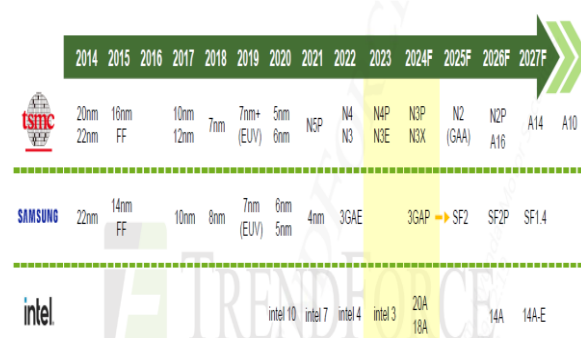 2014 2015 2016 2017 2018 2019 2020 2021 2022 2023 2024F 2025F 2026F 2027F
tsmc
20nm 16nm 10nm 7nm 7nm+ 5nm N5P N4 N4P N3P N2 N2P A14 A10
22nm FF 12nm (EUV) 6nm N3 N3E N3X (GAA) A16
SAMSUNG
22nm 14nm 10nm 8nm 7nm 6nm 4nm 3GAE 3GAP SF2 SF2P SF1.4
FF (EUV) 5nm
intel.
intel 10 intel 7 intel 4 intel 3 20A 14A 14A-E
18A
TRENDFORCE